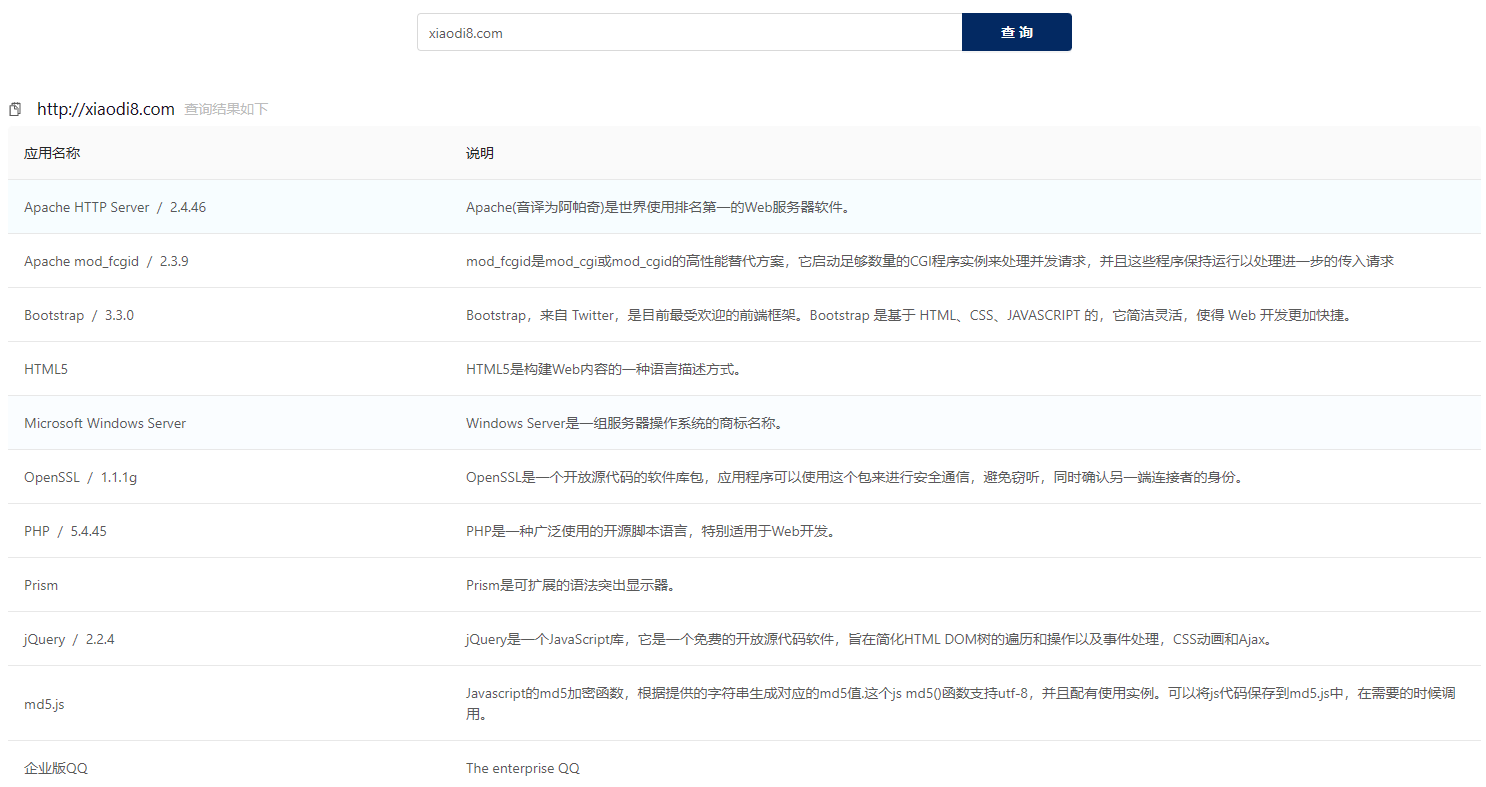 xiaodi8.com
查 询
http://xiaodi8.com 查询结果如下
应用名称 说明
Apache HTTP Server / 2.4.46 Apache(音译为阿帕奇)是世界使用排名第一的Web服务器软件。
Apache mod_fcgid / 2.3.9 mod_fcgid是mod_cgi或mod_cgid的高性能替代方案，它启动足够数量的CGI程序实例来处理并发请求，并且这些程序保持运行以处理进一步的传入请求
Bootstrap / 3.3.0 Bootstrap，来自 Twitter，是目前最受欢迎的前端框架。Bootstrap 是基于 HTML、CSS、JAVASCRIPT 的，它简洁灵活，使得 Web 开发更加快捷。
HTML5 HTML5是构建Web内容的一种语言描述方式。
Microsoft Windows Server Windows Server是一组服务器操作系统的商标名称。
OpenSSL / 1.1.1g OpenSSL是一个开放源代码的软件库包，应用程序可以使用这个包来进行安全通信，避免窃听，同时确认另一端连接者的身份。
PHP / 5.4.45 PHP是一种广泛使用的开源脚本语言，特别适用于Web开发。
Prism Prism是可扩展的语法突出显示器。
jQuery / 2.2.4 jQuery是一个JavaScript库，它是一个免费的开放源代码软件，旨在简化HTML DOM树的遍历和操作以及事件处理，CSS动画和Ajax。
md5.js Javascript的md5加密函数，根据提供的字符串生成对应的md5值.这个js md5()函数支持utf-8，并且配有使用实例。可以将js代码保存到md5.js中，在需要的时候调
用。
企业版QQ The enterprise QQ